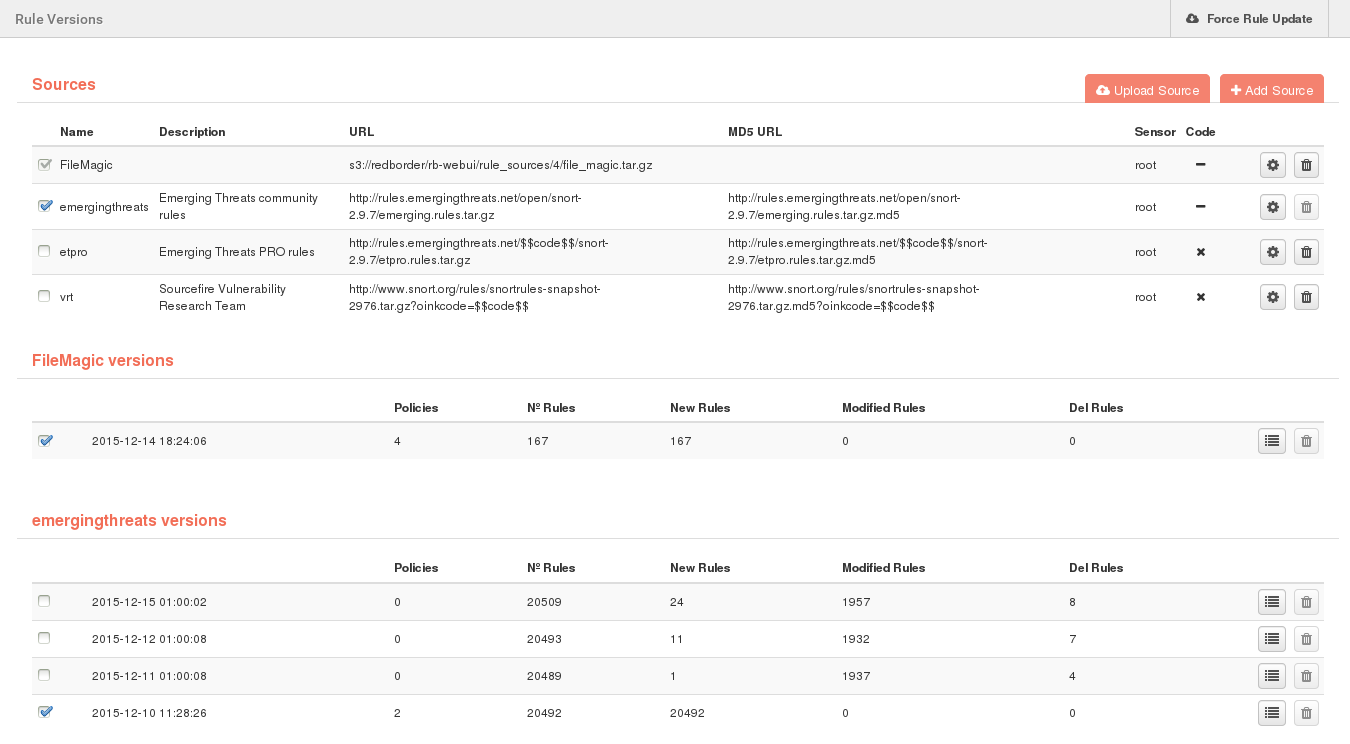 Rule Versions
Force Rule Update
Sources
Upload Source
Add Source
Name Description URL MD5 URL Sensor Code
FileMagic s3://redborder/rb-webui/rule_sources/4/file_magic.tar.gz root
emergingthreats Emerging Threats community rules http://rules.emergingthreats.net/open/snort-2.9.7/emerging.rules.tar.gz http://rules.emergingthreats.net/open/snort-2.9.7/emerging.rules.tar.gz.md5 root
etpro Emerging Threats PRO rules http://rules.emergingthreats.net/$$code$$/snort-2.9.7/etpro.rules.tar.gz http://rules.emergingthreats.net/$$code$$/snort-2.9.7/etpro.rules.tar.gz.md5 root
vrt Sourcefire Vulnerability Research Team http://www.snort.org/rules/snortrules-snapshot-2976.tar.gz?oinkcode=$$code$$ http://www.snort.org/rules/snortrules-snapshot-2976.tar.gz.md5?oinkcode=$$code$$ root
FileMagic versions
Policies Nº Rules New Rules Modified Rules Del Rules
2015-12-14 18:24:06 4 167 167 0 0
emergingthreats versions
Policies Nº Rules New Rules Modified Rules Del Rules
2015-12-15 01:00:02 0 20509 24 1957 8
2015-12-12 01:00:08 0 20493 11 1932 7
2015-12-11 01:00:08 0 20489 1 1937 4
2015-12-10 11:28:26 2 20492 20492 0 0